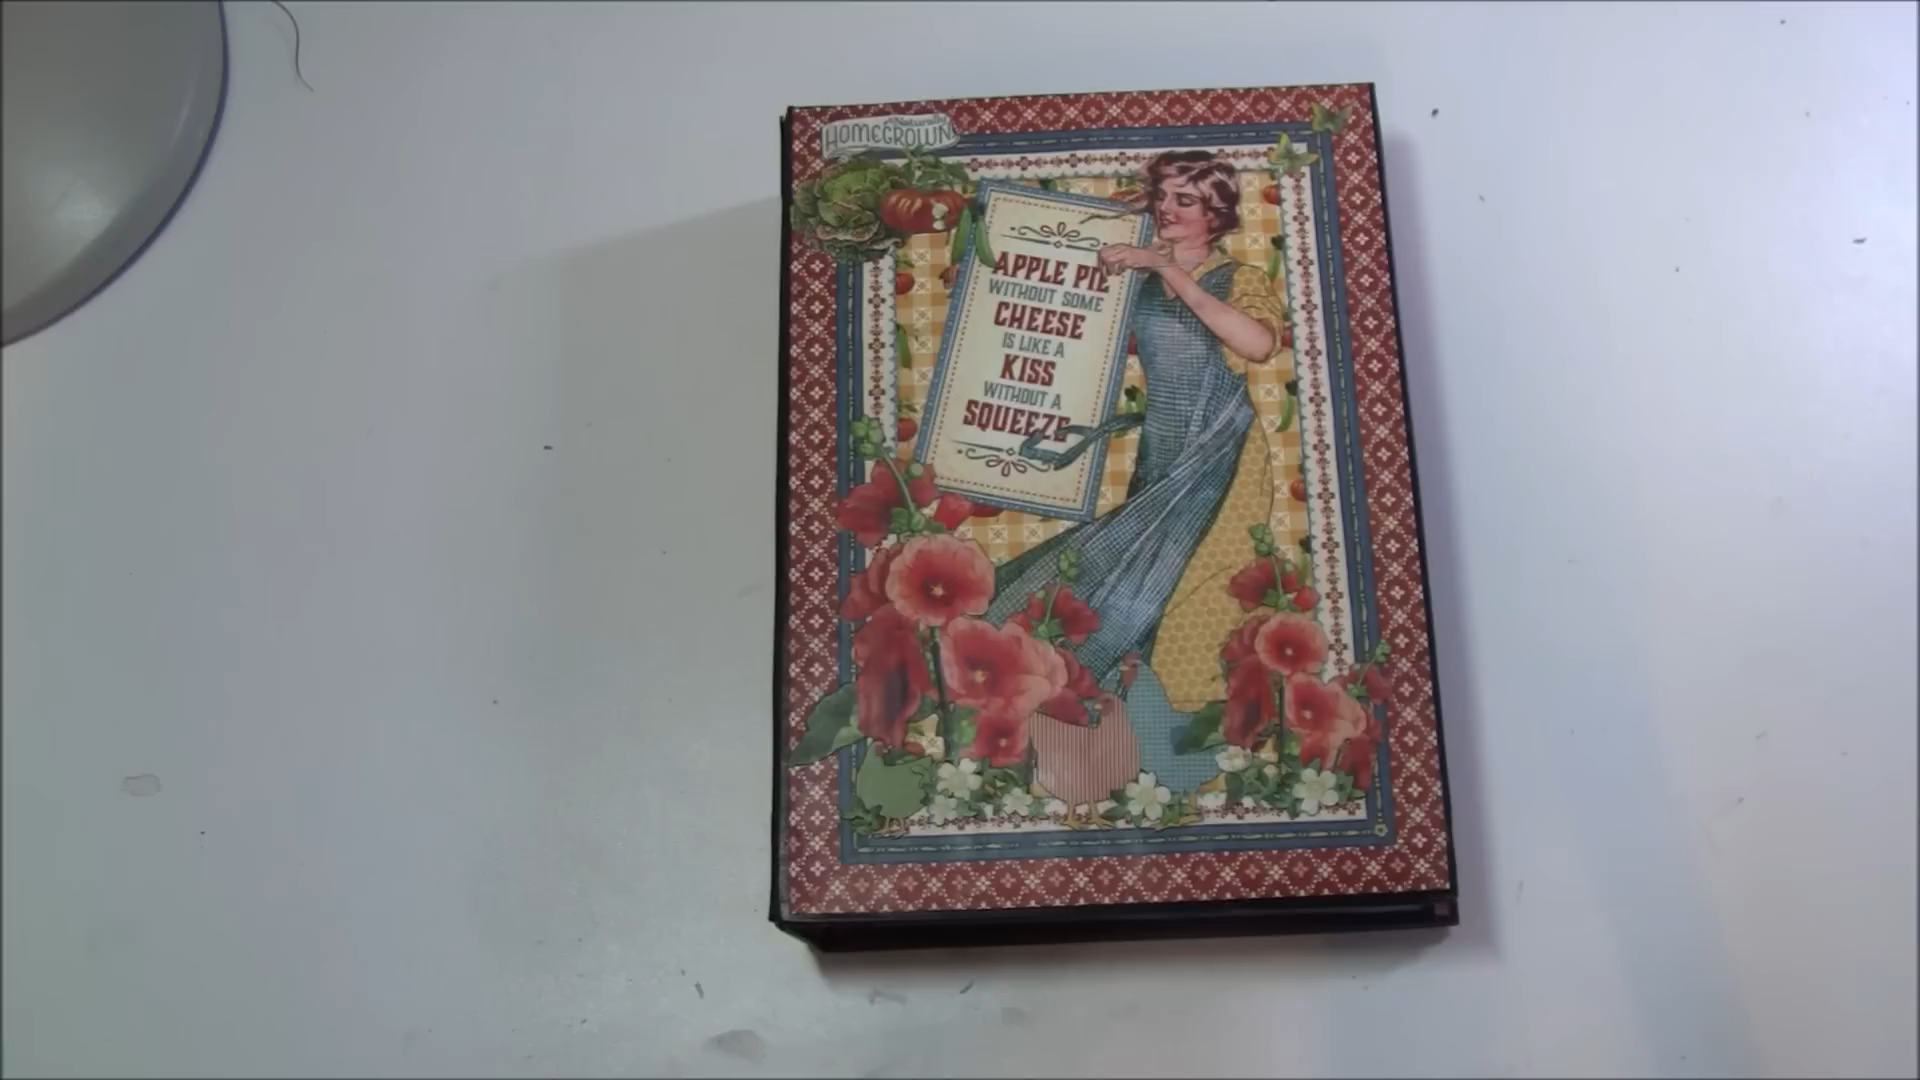 Naturally
HOMEGROWN
APPLE PIE
WITHOUT SOME
CHEESE
IS LIKE A
KISS
WITHOUT A
SQUEEZE